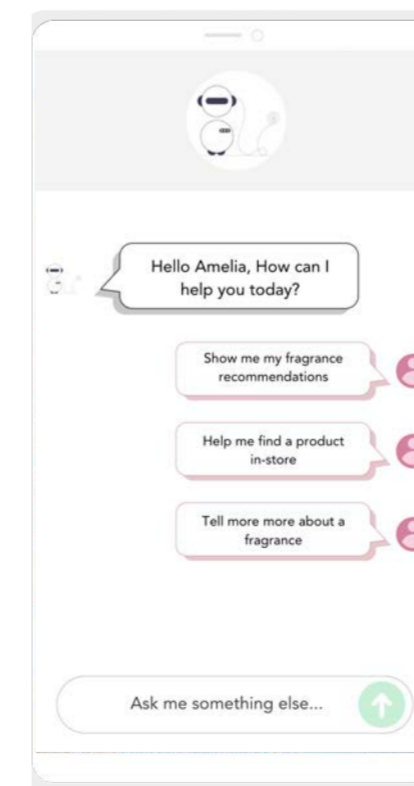 Hello Amelia, How can I
help you today?
Show me my fragrance
recommendations
Help me find a product
in-store
Tell more more about a
fragrance
Ask me something else...